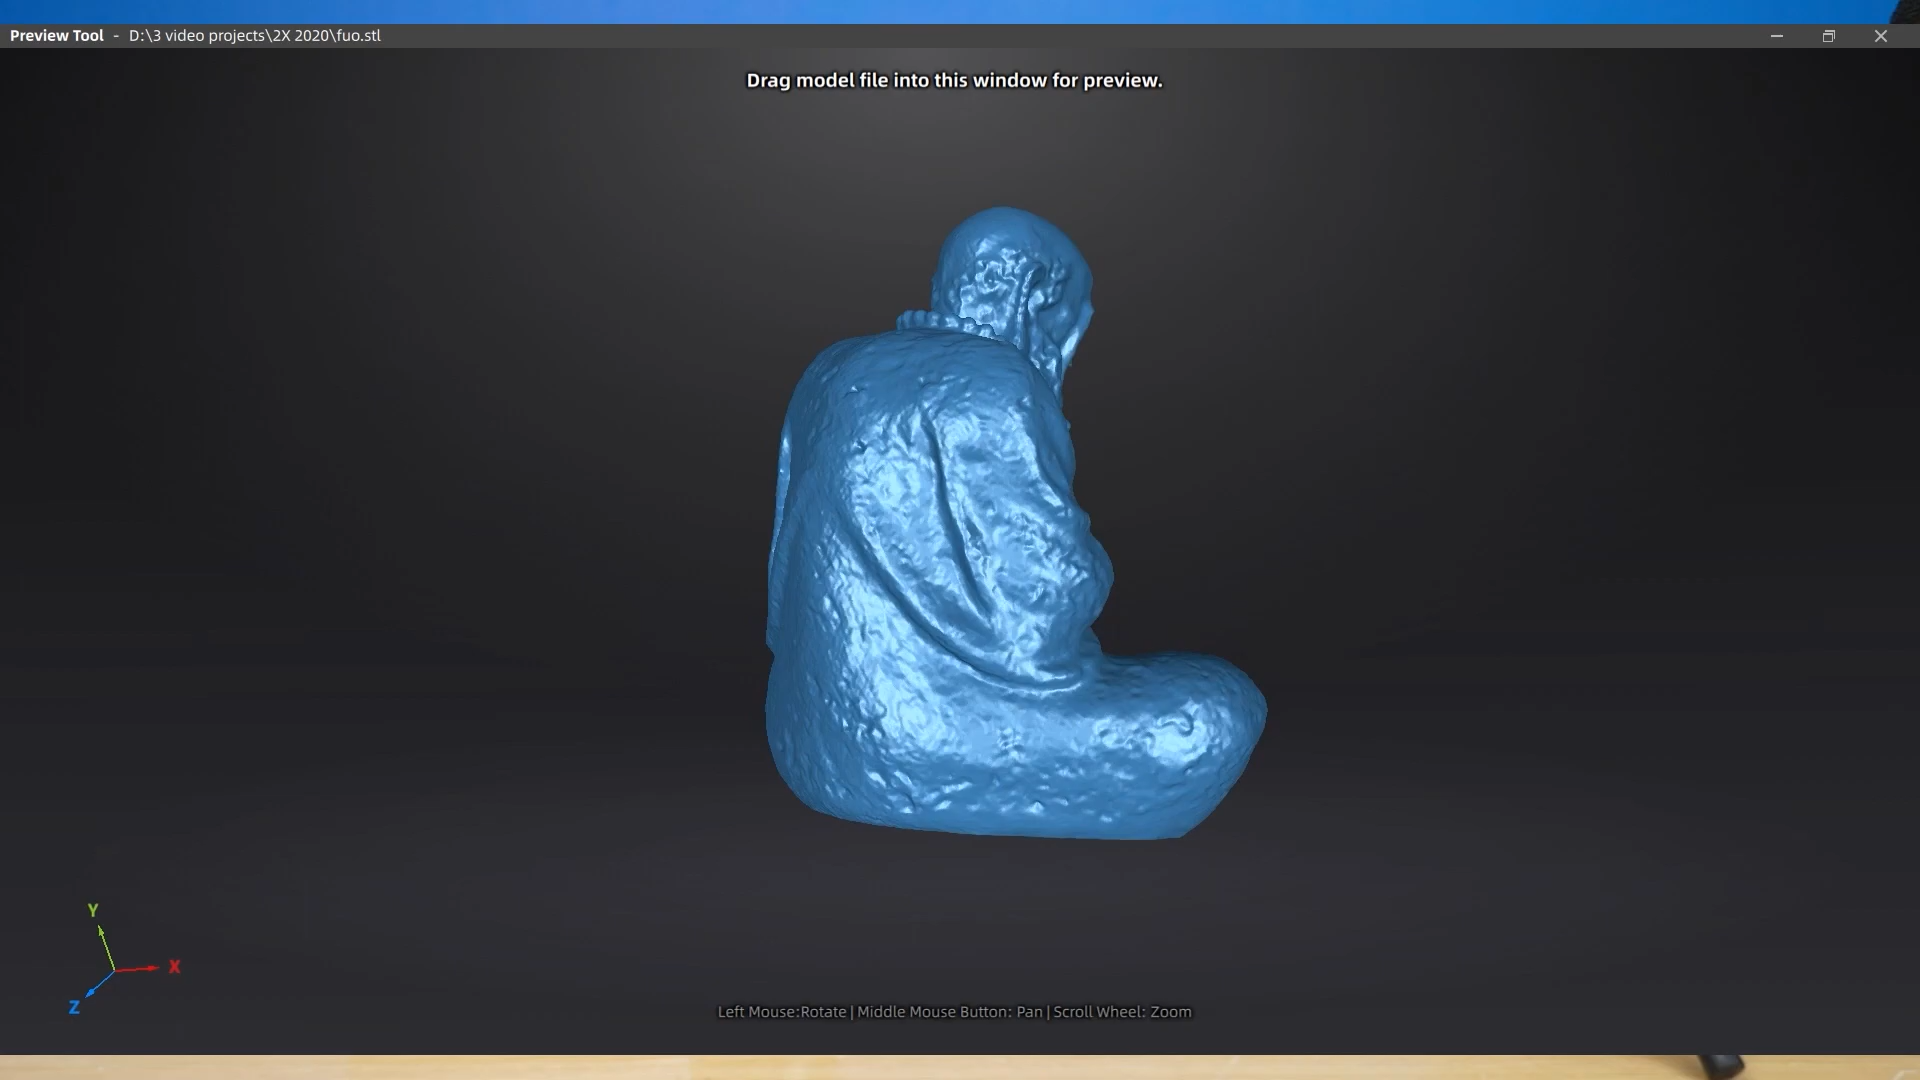 Preview Tool - D:\3 video projects\2X 2020\fuo.stl
Drag model file into this window for preview.
Y
X
Z
Left Mouse:Rotate | Middle Mouse Button: Pan | Scroll Wheel: Zoom